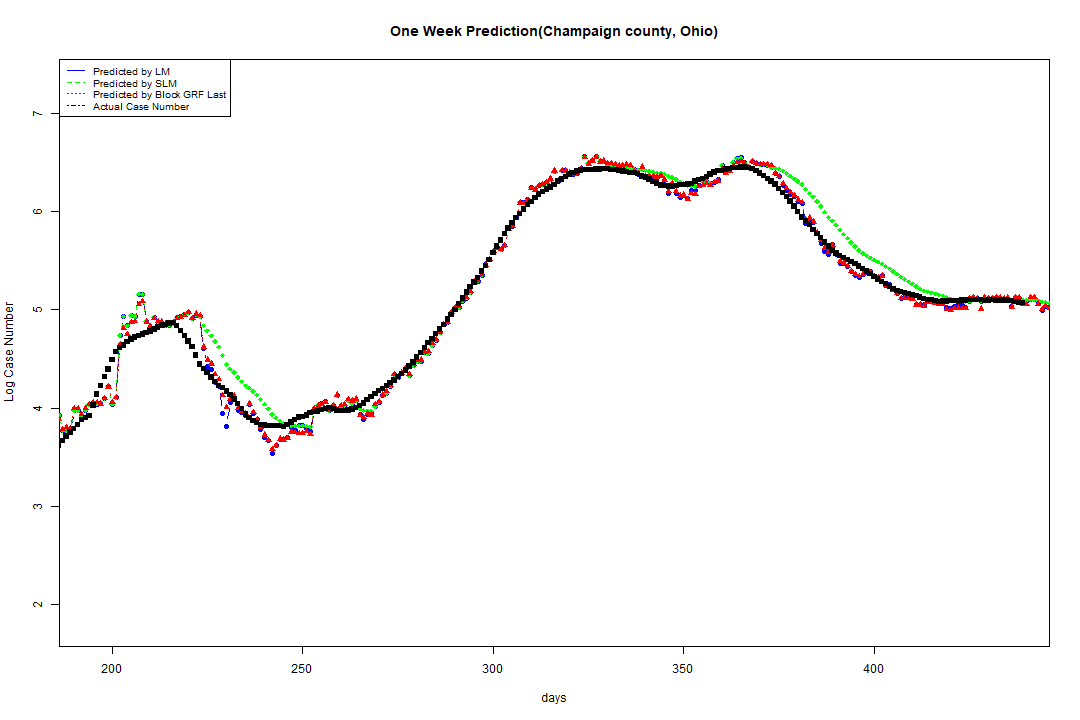 One Week Prediction(Champaign county, Ohio)
Predicted by LM
Predicted by SLM
Predicted by Block GRF Last
Actual Case Number
7
6
5
4
3
2
Log Case Number
200 250 300 350 400
days